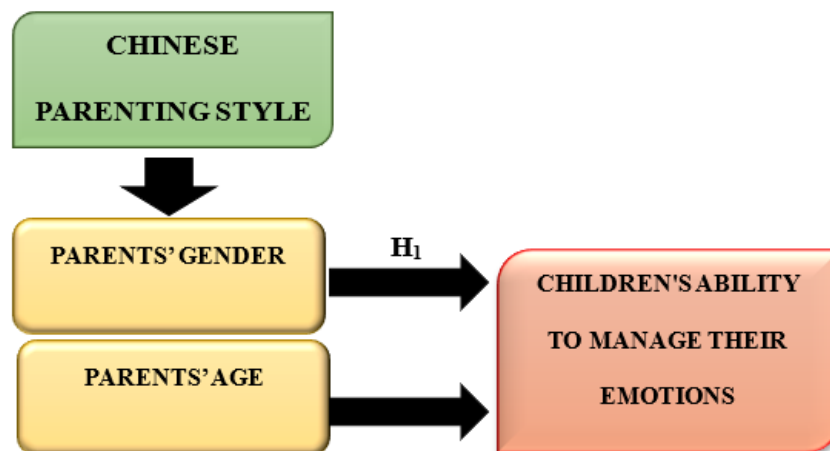 CHINESE
PARENTING STYLE
PARENTS' GENDER
H1
CHILDREN'S ABILITY
TO MANAGE THEIR
EMOTIONS
PARENTS' AGE